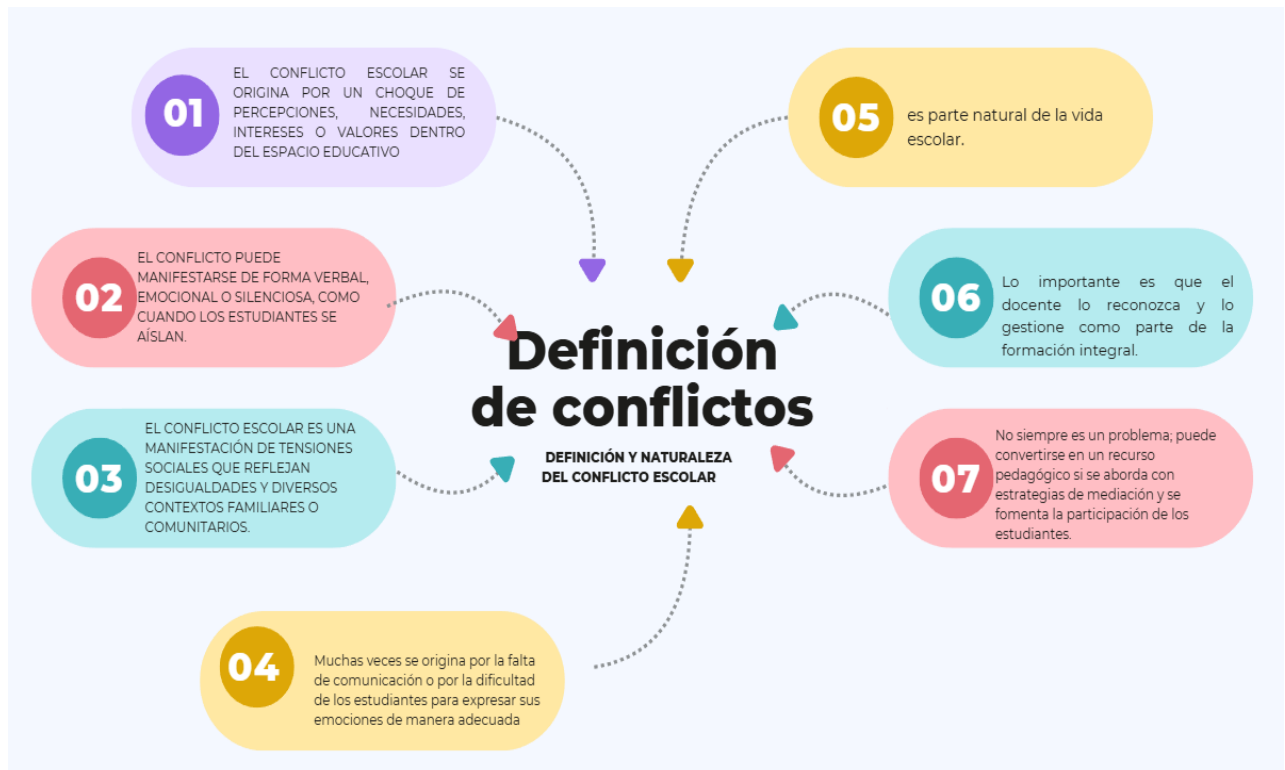 01
EL CONFLICTO ESCOLAR SE
ORIGINA POR UN CHOQUE DE
PERCEPCIONES, NECESIDADES,
INTERESES O VALORES DENTRO
DEL ESPACIO EDUCATIVO
02
EL CONFLICTO PUEDE
MANIFESTARSE DE FORMA VERBAL,
EMOCIONAL O SILENCIOSA, COMO
CUANDO LOS ESTUDIANTES SE
AÍSLAN.
03
EL CONFLICTO ESCOLAR ES UNA
MANIFESTACIÓN DE TENSIONES
SOCIALES QUE REFLEJAN
DESIGUALDADES Y DIVERSOS
CONTEXTOS FAMILIARES O
COMUNITARIOS.
04
Muchas veces se origina por la falta
de comunicación o por la dificultad
de los estudiantes para expresar sus
emociones de manera adecuada
Definición
de conflictos
DEFINICIÓN Y NATURALEZA
DEL CONFLICTO ESCOLAR
05
es parte natural de la vida
escolar.
06
Lo importante es que el
docente lo reconozca y lo
gestione como parte de la
formación integral.
07
No siempre es un problema; puede
convertirse en un recurso
pedagógico si se aborda con
estrategias de mediación y se
fomenta la participación de los
estudiantes.